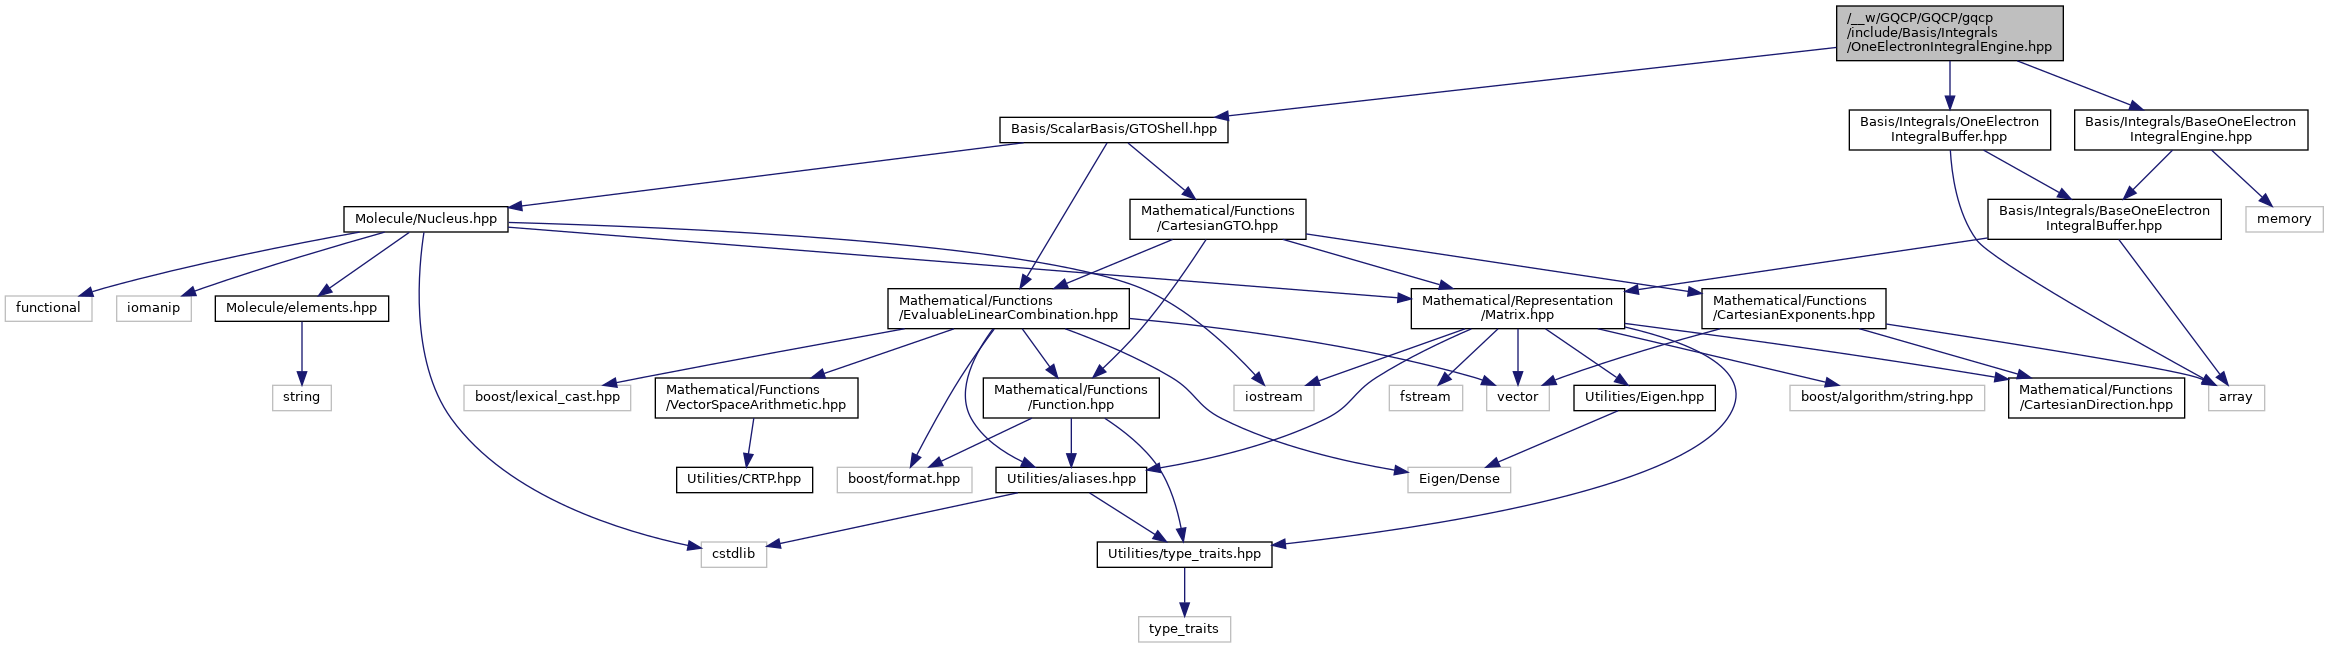 /__w/GQCP/GQCP/gqcp
/include/Basis/Integrals
/OneElectronIntegralEngine.hpp
Basis/ScalarBasis/GTOShell.hpp
Basis/Integrals/OneElectron
IntegralBuffer.hpp
Basis/Integrals/BaseOneElectron
IntegralEngine.hpp
Molecule/Nucleus.hpp
Mathematical/Functions
/CartesianGTO.hpp
Basis/Integrals/BaseOneElectron
IntegralBuffer.hpp
memory
functional
iomanip
Molecule/elements.hpp
Mathematical/Functions
/EvaluableLinearCombination.hpp
Mathematical/Representation
/Matrix.hpp
Mathematical/Functions
/CartesianExponents.hpp
string
boost/lexical_cast.hpp
Mathematical/Functions
/VectorSpaceArithmetic.hpp
Mathematical/Functions
/Function.hpp
iostream
fstream
vector
Utilities/Eigen.hpp
boost/algorithm/string.hpp
Mathematical/Functions
/CartesianDirection.hpp
array
Utilities/CRTP.hpp
boost/format.hpp
Utilities/aliases.hpp
Eigen/Dense
cstdlib
Utilities/type_traits.hpp
type_traits